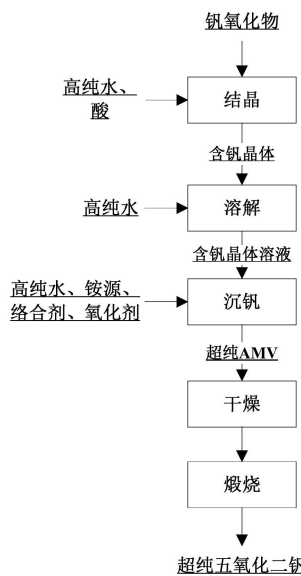 钒氧化物
高纯水、
酸
结晶
含钒晶体
高纯水
溶解
含钒晶体溶液
高纯水、铵源、
络合剂、氧化剂
沉钒
超纯AMV
干燥
煅烧
超纯五氧化二钒